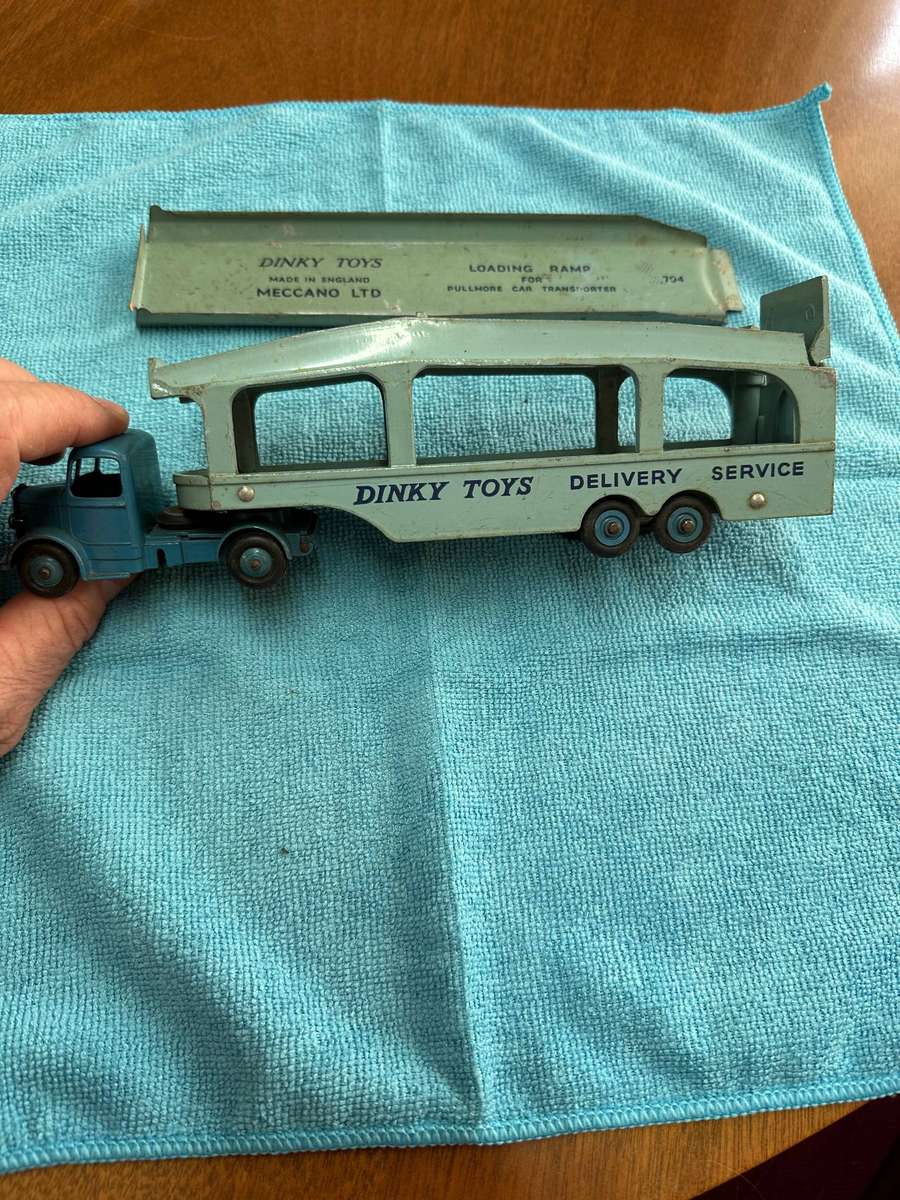 DINKY TOYS
MADE IN ENGLAND
MECCANO LTD
LOADING RAMP
FOR
PULLMORE CAR TRANSPORTER
794
DINKY TOYS DELIVERY SERVICE